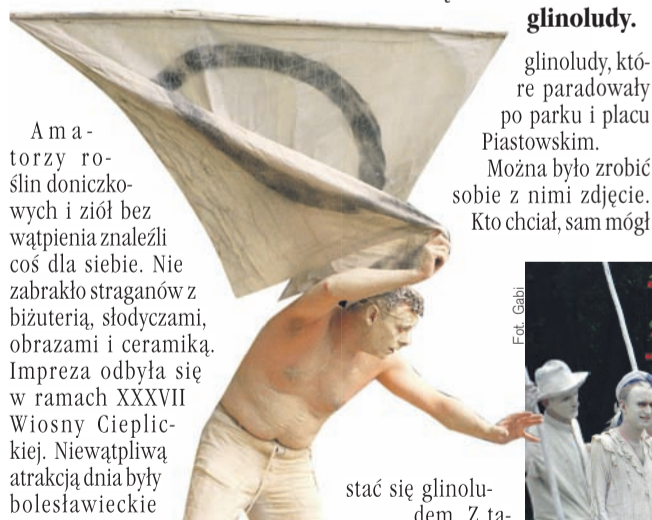 Ama-
torzy ro-
ślin doniczko-
wych i ziół bez
wątpienia znaleźli
coś dla siebie. Nie
zabrakło straganów z
biżuterią, słodyczami,
obrazami i ceramiką.
Impreza odbyła się
w ramach XXXVII
Wiosny Cieplic-
kiej. Niewątpliwą
atrakcją dnia były
bolesławieckie
glinoludy.
glinoludy, któ-
re paradowały
po parku i placu
Piastowskim.
Można było zrobić
sobie z nimi zdjęcie.
Kto chciał, sam mógł
stać się glinolu-
dem. Z ta-
Fot. Gabi